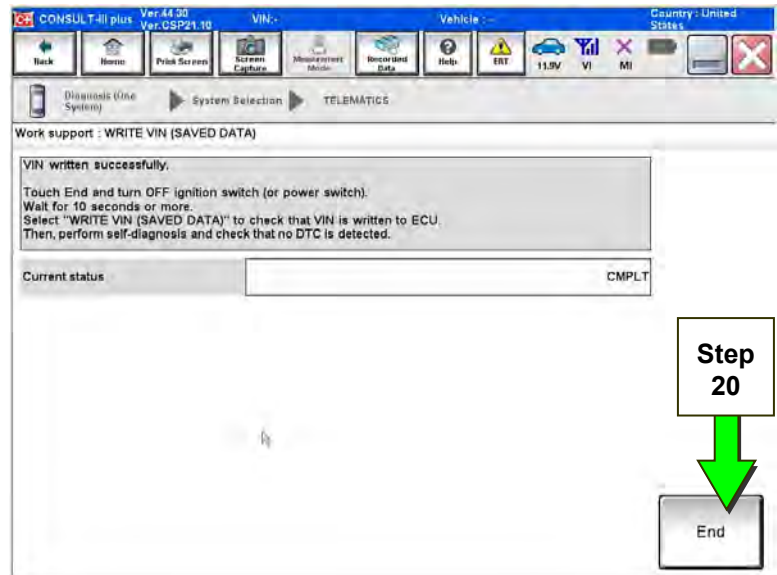 CONSULT-III plus Ver.44.30 Ver.CSP21.10 VIN:- Vehicle : - Country : United States
Back Home Print Screen Screen Capture Measurement Mode Recorded Data Help ERT 11.9V VI MI
Diagnosis (One System) System Selection TELEMATICS
Work support : WRITE VIN (SAVED DATA)
VIN written successfully.
Touch End and turn OFF ignition switch (or power switch).
Wait for 10 seconds or more.
Select "WRITE VIN (SAVED DATA)" to check that VIN is written to ECU.
Then, perform self-diagnosis and check that no DTC is detected.
Current status CMPLT
Step
20
End